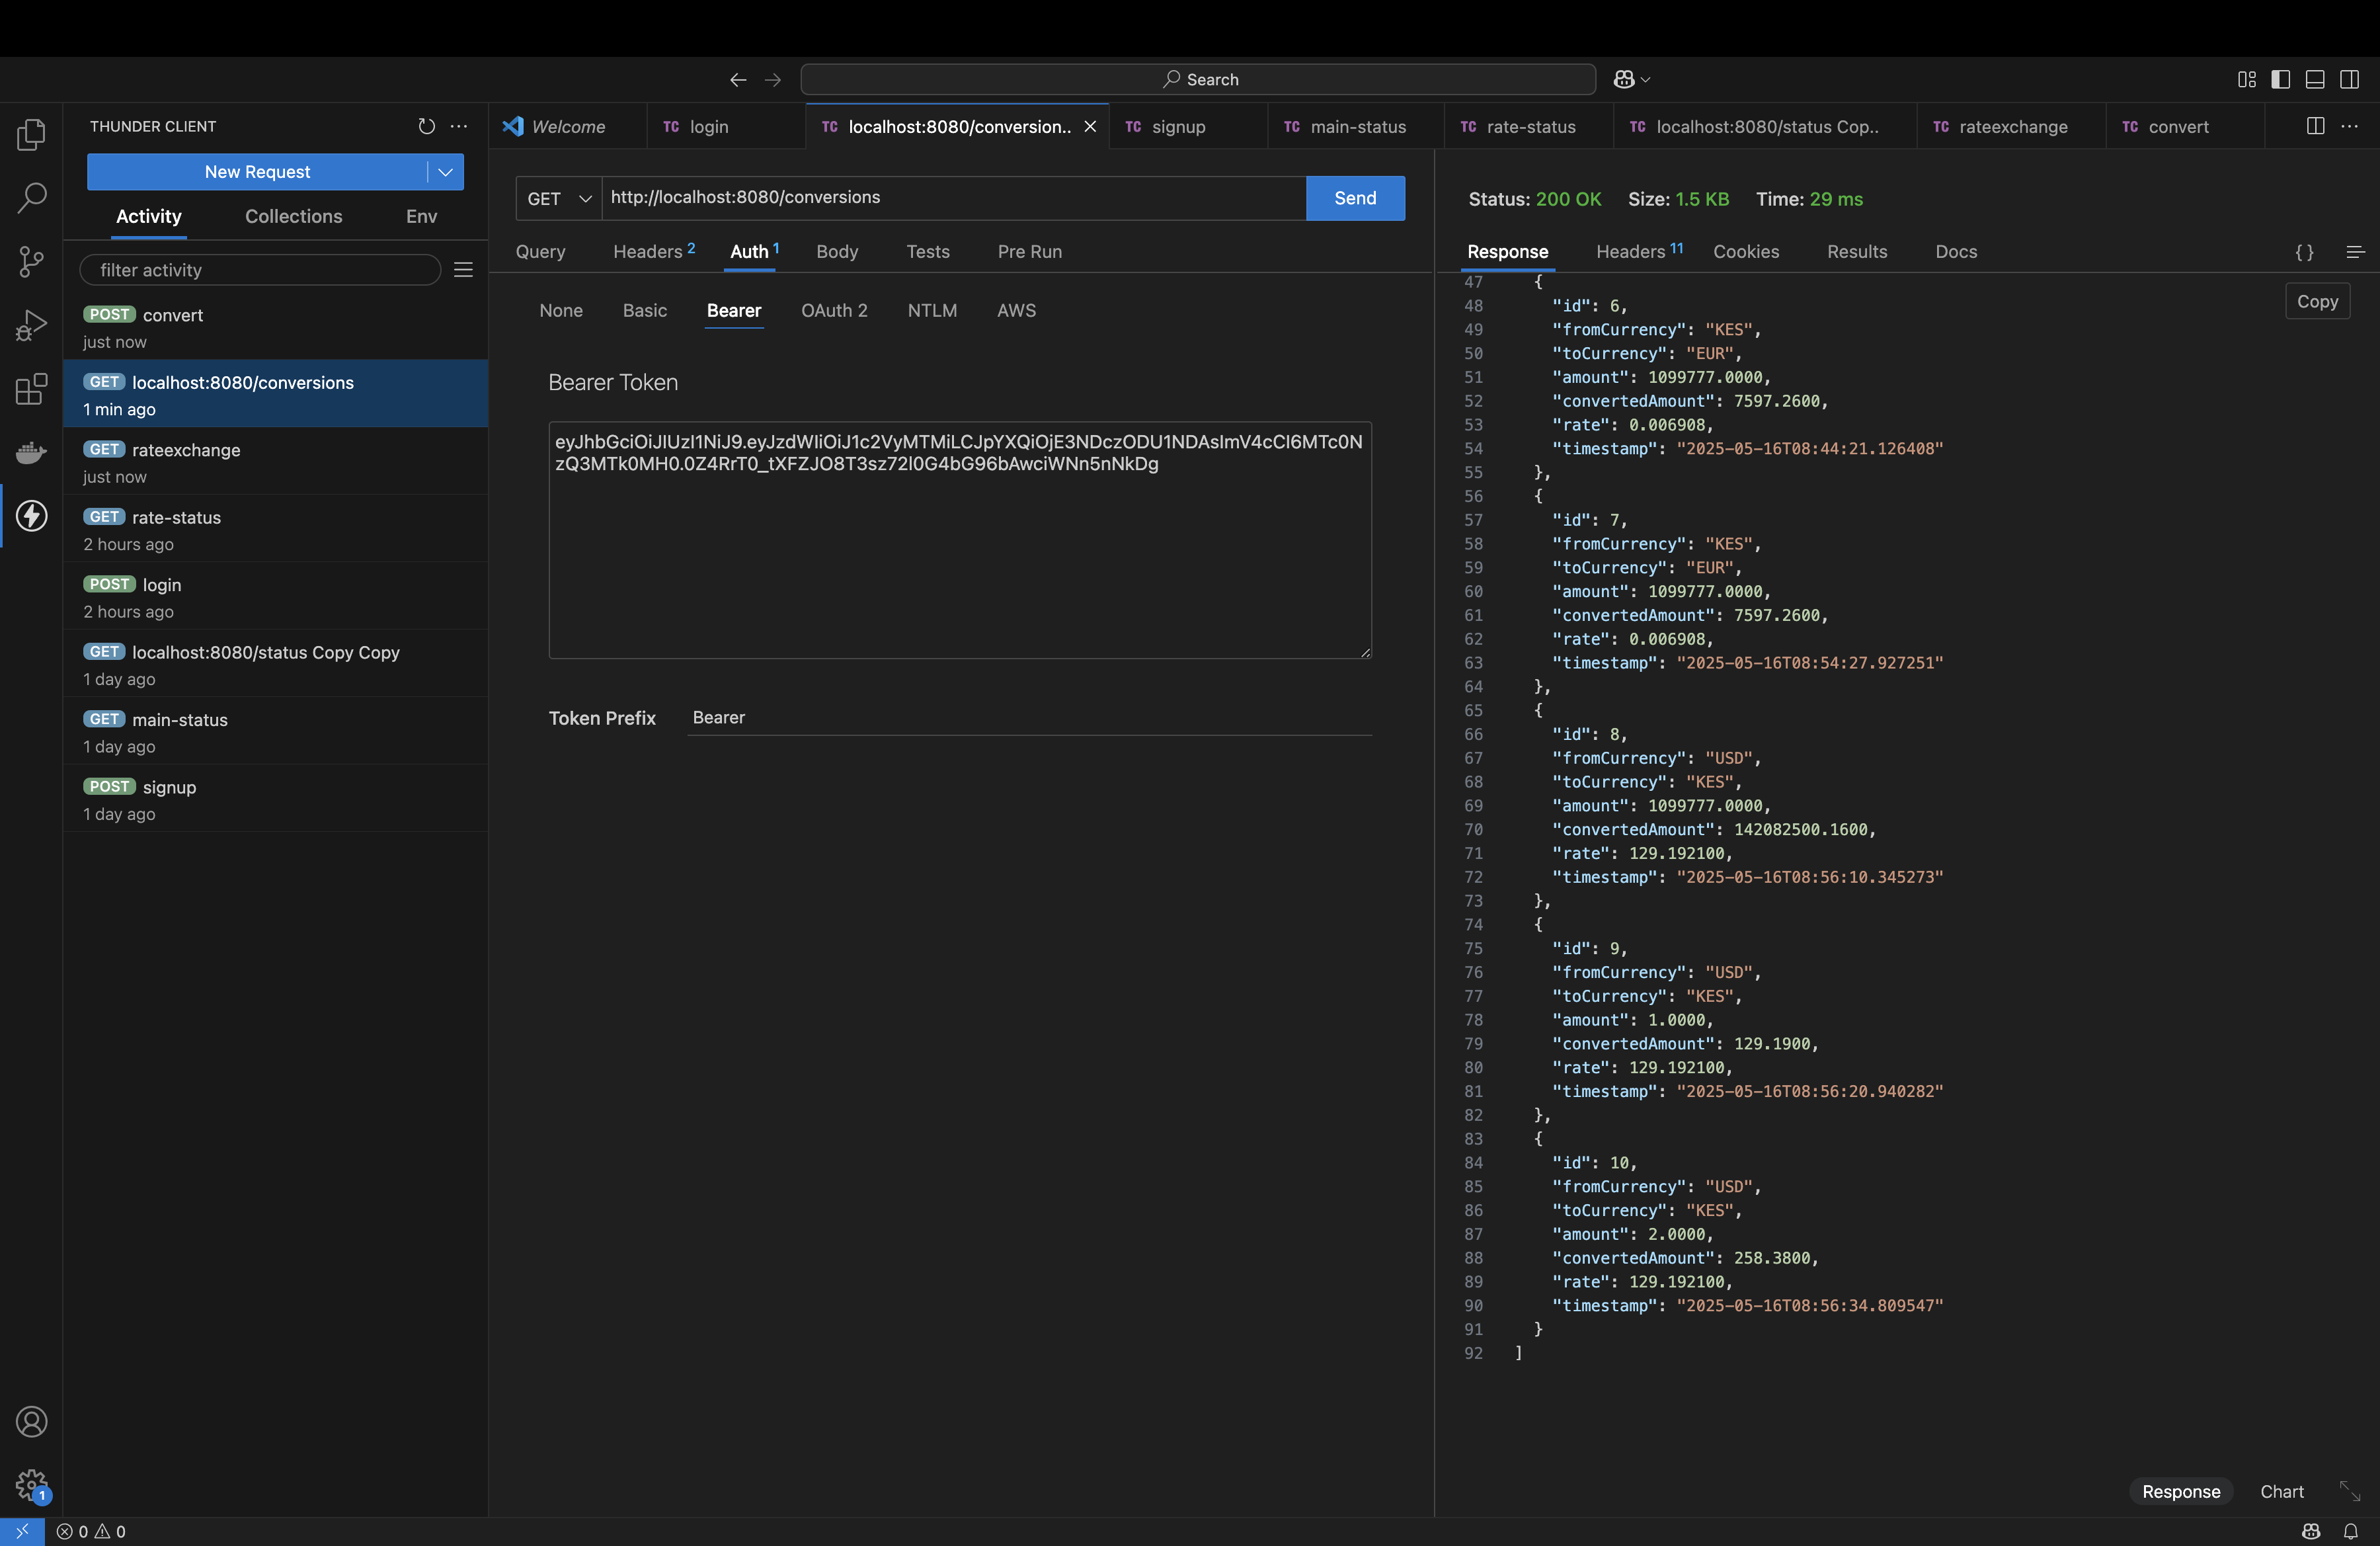 Search
THUNDER CLIENT
New Request
Activity Collections Env
filter activity
POST convert
just now
GET localhost:8080/conversions
1 min ago
GET rateexchange
just now
GET rate-status
2 hours ago
POST login
2 hours ago
GET localhost:8080/status Copy Copy
1 day ago
GET main-status
1 day ago
POST signup
1 day ago
Welcome
TC login
TC localhost:8080/conversion..
TC signup
TC main-status
TC rate-status
TC localhost:8080/status Cop..
TC rateexchange
TC convert
GET http://localhost:8080/conversions Send
Query Headers 2 Auth 1 Body Tests Pre Run
None Basic Bearer OAuth 2 NTLM AWS
Bearer Token
eyJhbGciOiJIUzI1NiJ9.eyJzdWIiOiJ1c2VyMTMiLCJpYXQiOjE3NDczODU1NDAsImV4cCI6MTc0N
zQ3MTk0MH0.0Z4RrT0_tXFZJO8T3sz72l0G4bG96bAwciWNn5nNkDg
Token Prefix Bearer
Status: 200 OK Size: 1.5 KB Time: 29 ms
Response Headers 11 Cookies Results Docs { }
Copy
47 {
48 "id": 6,
49 "fromCurrency": "KES",
50 "toCurrency": "EUR",
51 "amount": 1099777.0000,
52 "convertedAmount": 7597.2600,
53 "rate": 0.006908,
54 "timestamp": "2025-05-16T08:44:21.126408"
55 },
56 {
57 "id": 7,
58 "fromCurrency": "KES",
59 "toCurrency": "EUR",
60 "amount": 1099777.0000,
61 "convertedAmount": 7597.2600,
62 "rate": 0.006908,
63 "timestamp": "2025-05-16T08:54:27.927251"
64 },
65 {
66 "id": 8,
67 "fromCurrency": "USD",
68 "toCurrency": "KES",
69 "amount": 1099777.0000,
70 "convertedAmount": 142082500.1600,
71 "rate": 129.192100,
72 "timestamp": "2025-05-16T08:56:10.345273"
73 },
74 {
75 "id": 9,
76 "fromCurrency": "USD",
77 "toCurrency": "KES",
78 "amount": 1.0000,
79 "convertedAmount": 129.1900,
80 "rate": 129.192100,
81 "timestamp": "2025-05-16T08:56:20.940282"
82 },
83 {
84 "id": 10,
85 "fromCurrency": "USD",
86 "toCurrency": "KES",
87 "amount": 2.0000,
88 "convertedAmount": 258.3800,
89 "rate": 129.192100,
90 "timestamp": "2025-05-16T08:56:34.809547"
91 }
92 ]
Response Chart
1
0 0